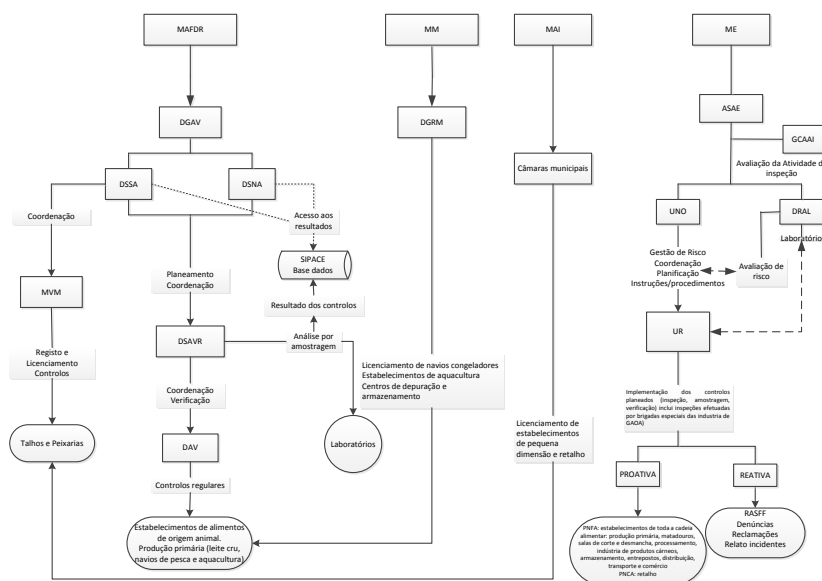 MAFDR
MM
MAI
ME
DGAV
DGRM
ASAE
GCAAI
Câmaras municipais
Avaliação da Atividade d
inspeção
DSSA
DSNA
Coordenação
Acesso aos
resultados
UNO
DRAL
Laboratório
SIPACE
Base dados
Gestão de Risco
Coordenação
Planificação
Instruções/procedimentos
Avaliação de
risco
Planeamento
Coordenação
MVM
Resultado dos controlos
UR
DSAVR
Análise por
amostragem
Registo e
Licenciamento
Controlos
Licenciamento de navios congeladores
Estabelecimentos de aquacultura
Centros de depuração e
armazenamento
Coordenação
Verificação
Implementação dos controlos
planeados (inspeção, amostragem,
verificação) inclui inspeções efetuadas
por brigadas especiais das industria de
GAOA)
Talhos e Peixarias
DAV
Laboratórios
Licenciamento de
estabelecimentos
de pequena
dimensão e retalho
PROATIVA
REATIVA
Controlos regulares
Estabelecimentos de alimentos
de origem animal.
Produção primária (leite cru,
navios de pesca e aquacultura)
PNFA: estabelecimentos de toda a cadeia
alimentar: produção primária, matadouros,
salas de corte e desmancha, processamento,
indústria de produtos cárneos,
armazenamento, entrepostos, distribuição,
transporte e comércio
PNCA: retalho
RASFF
Denúncias
Reclamações
Relato incidentes